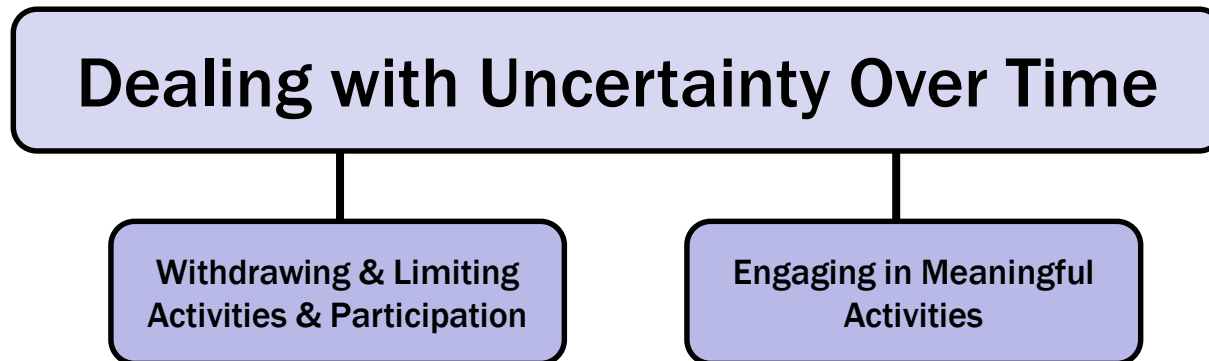 Dealing with Uncertainty Over Time
Withdrawing & Limiting
Activities & Participation
Engaging in Meaningful
Activities